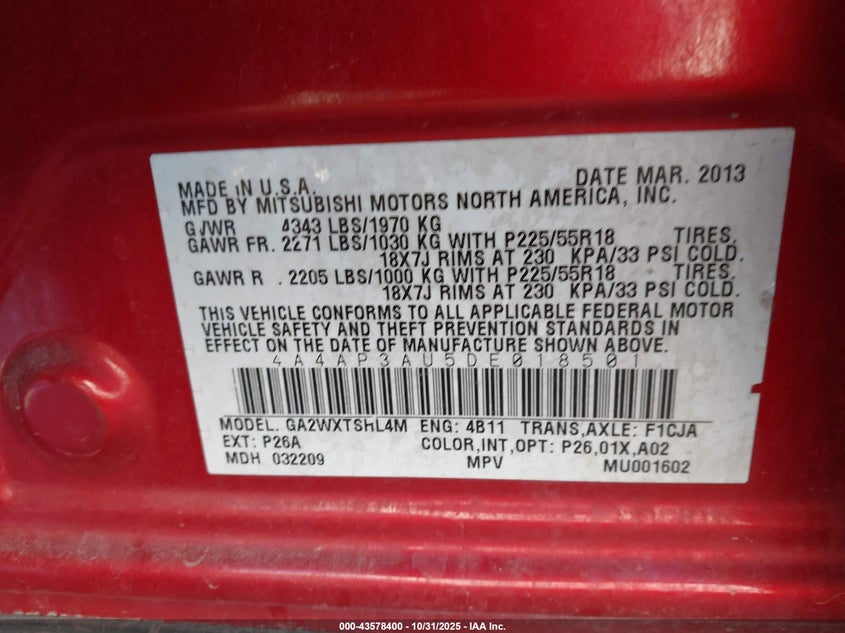 MADE IN U.S.A. DATE MAR. 2013
MFD BY MITSUBISHI MOTORS NORTH AMERICA, INC.
GJWR 4343 LBS/1970 KG
GAWR FR. 2271 LBS/1030 KG WITH P225/55R18 TIRES.
18X7J RIMS AT 230 KPA/33 PSI COLD.
GAWR R . 2205 LBS/1000 KG WITH P225/55R18 TIRES.
18X7J RIMS AT 230 KPA/33 PSI COLD.
THIS VEHICLE CONFORMS TO ALL APPLICABLE FEDERAL MOTOR
VEHICLE SAFETY AND THEFT PREVENTION STANDARDS IN
EFFECT ON THE DATE OF MANUFACTURE SHOWN ABOVE.
4A4AP3AU5DE018501
MODEL. GA2WXTSHL4M ENG: 4B11 TRANS,AXLE: F1CJA
EXT: P26A COLOR,INT,OPT: P26,01X,A02
MDH 032209 MPV MU001602
000-43578400 - 10/31/2025 - IAA Inc.